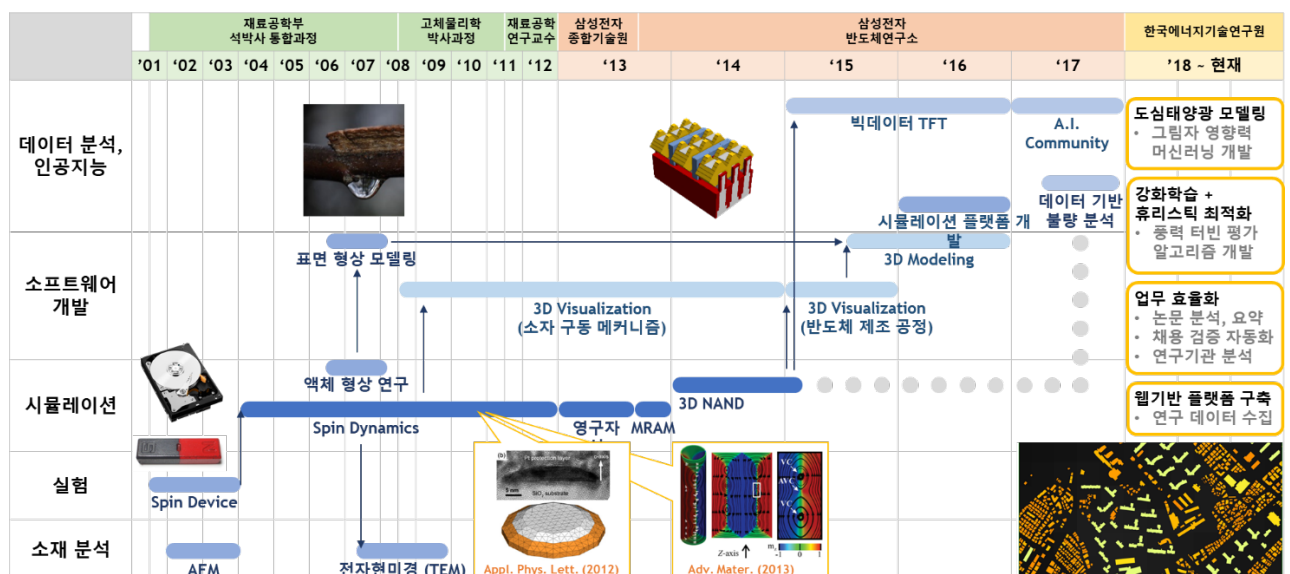 재료공학부
석박사 통합과정
고체물리학
박사과정
재료공학
연구교수
삼성전자
종합기술원
삼성전자
반도체연구소
한국에너지기술연구원
'01 '02 '03 '04 '05 '06 '07 '08 '09 '10 '11 '12 '13 '14 '15 '16 '17 '18 ~ 현재
데이터 분석,
인공지능
빅데이터 TFT
A.I.
Community
시뮬레이션 플랫폼 개
발
데이터 기반
불량 분석
도심태양광 모델링
• 그림자 영향력
머신러닝 개발
강화학습 +
휴리스틱 최적화
• 풍력 터빈 평가
알고리즘 개발
소프트웨어
개발
표면 형상 모델링
3D Modeling
3D Visualization
(소자 구동 메커니즘)
3D Visualization
(반도체 제조 공정)
업무 효율화
• 논문 분석, 요약
• 채용 검증 자동화
• 연구기관 분석
시뮬레이션
액체 형상 연구
3D NAND
Spin Dynamics
영구자
MRAM
웹기반 플랫폼 구축
• 연구 데이터 수집
실험
Spin Device
(b)
Pt protection layer
5 nm
SiO₂ substrate
VC
AVC
VC
Z-axis
-1 0 1
소재 분석
AFM
전자현미경 (TEM)
Appl. Phys. Lett. (2012)
Adv. Mater. (2013)